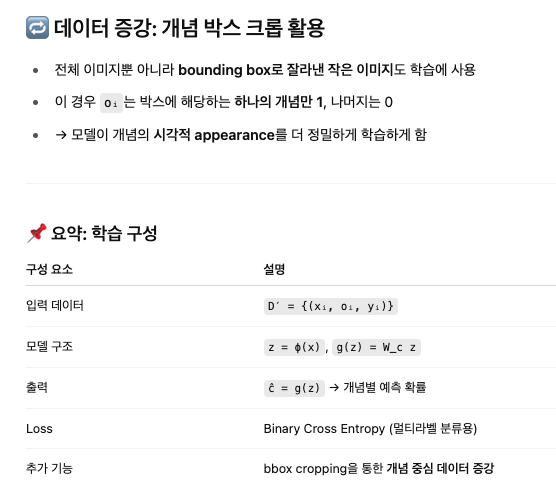 🔁 데이터 증강: 개념 박스 크롭 활용
• 전체 이미지뿐 아니라 bounding box로 잘라낸 작은 이미지도 학습에 사용
• 이 경우 oᵢ 는 박스에 해당하는 하나의 개념만 1, 나머지는 0
• → 모델이 개념의 시각적 appearance를 더 정밀하게 학습하게 함
📌 요약: 학습 구성
구성 요소 설명
입력 데이터 D′ = {(xᵢ, oᵢ, yᵢ)}
모델 구조 z = ϕ(x), g(z) = W_c z
출력 ĉ = g(z) → 개념별 예측 확률
Loss Binary Cross Entropy (멀티라벨 분류용)
추가 기능 bbox cropping을 통한 개념 중심 데이터 증강